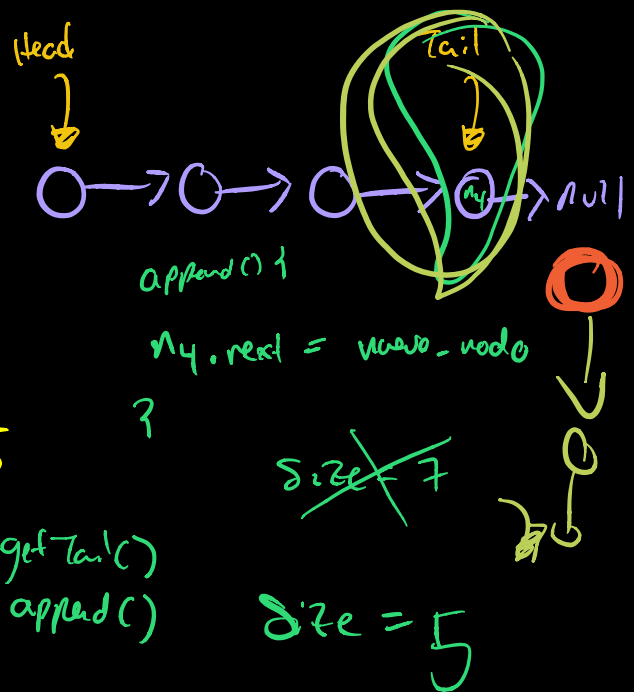 Head
Tail
n4
null
append() {
n4.next = nuevo_nodo
}
size = 7
getTail()
append()
size = 5